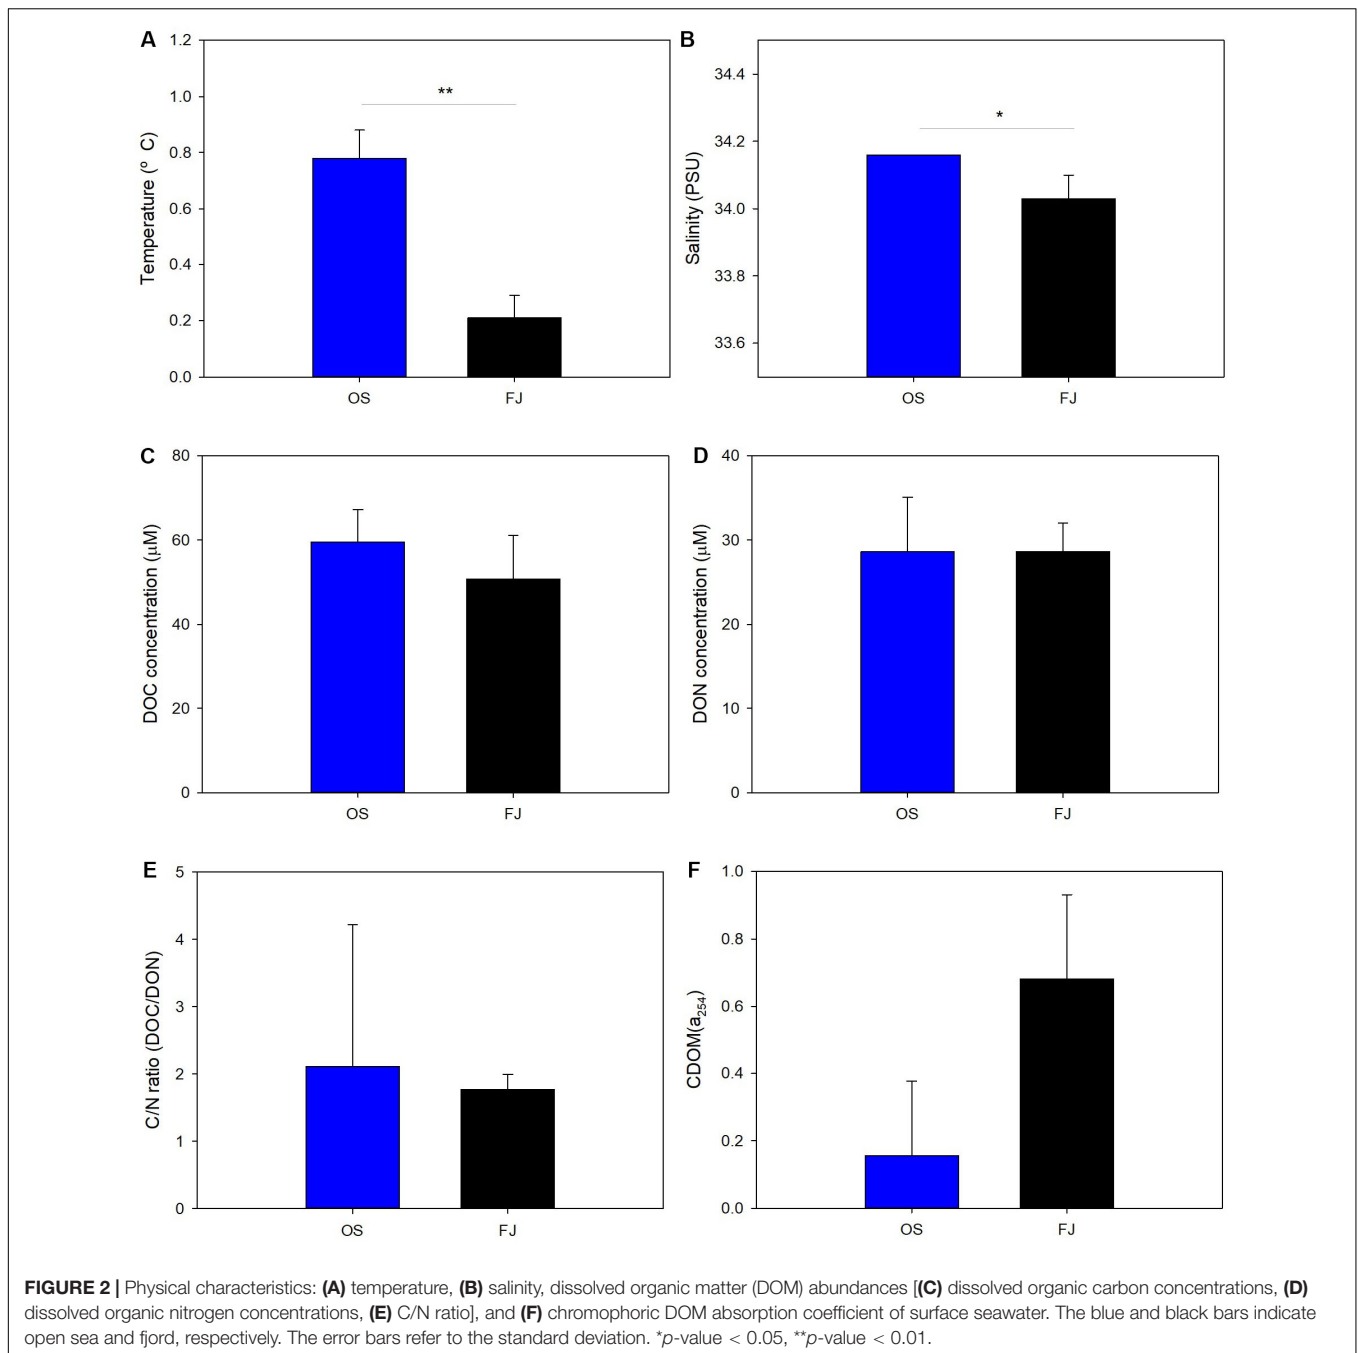 A
1.2
1.0
0.8
0.6
0.4
0.2
0.0
Temperature (º C)
**
OS FJ
B
34.4
34.2
34.0
33.8
33.6
Salinity (PSU)
*
OS FJ
C
80
60
40
20
0
DOC concentration (µM)
OS FJ
D
40
30
20
10
0
DON concentration (µM)
OS FJ
E
5
4
3
2
1
0
C/N ratio (DOC/DON)
OS FJ
F
1.0
0.8
0.6
0.4
0.2
0.0
CDOM(a254)
OS FJ
FIGURE 2 | Physical characteristics: (A) temperature, (B) salinity, dissolved organic matter (DOM) abundances [(C) dissolved organic carbon concentrations, (D)
dissolved organic nitrogen concentrations, (E) C/N ratio], and (F) chromophoric DOM absorption coefficient of surface seawater. The blue and black bars indicate
open sea and fjord, respectively. The error bars refer to the standard deviation. *p-value < 0.05, **p-value < 0.01.